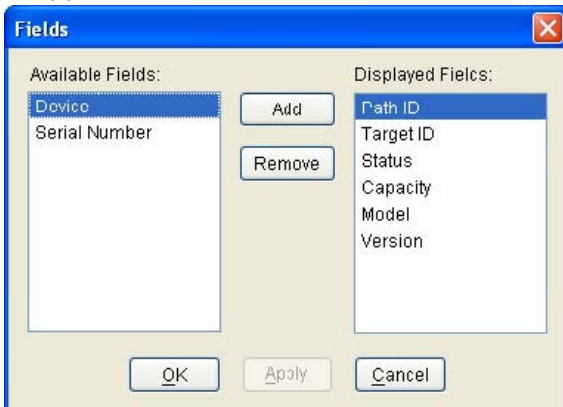 Fields
Available Fields:
Displayed Fields:
Device
Serial Number
Add
Remove
Path ID
Target ID
Status
Capacity
Model
Version
OK
Apply
Cancel